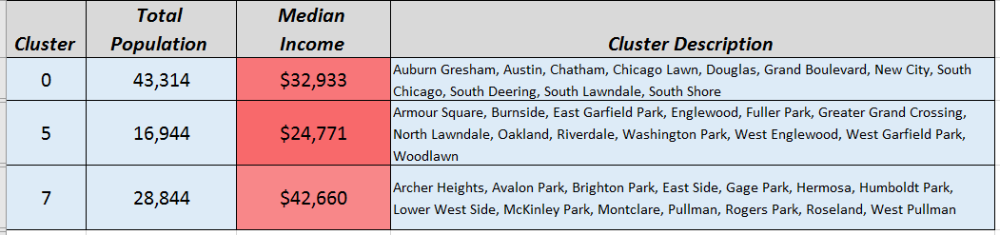 Cluster Total Population Median Income Cluster Description
0 43,314 $32,933 Auburn Gresham, Austin, Chatham, Chicago Lawn, Douglas, Grand Boulevard, New City, South
Chicago, South Deering, South Lawndale, South Shore
5 16,944 $24,771 Armour Square, Burnside, East Garfield Park, Englewood, Fuller Park, Greater Grand Crossing,
North Lawndale, Oakland, Riverdale, Washington Park, West Englewood, West Garfield Park,
Woodlawn
7 28,844 $42,660 Archer Heights, Avalon Park, Brighton Park, East Side, Gage Park, Hermosa, Humboldt Park,
Lower West Side, McKinley Park, Montclare, Pullman, Rogers Park, Roseland, West Pullman